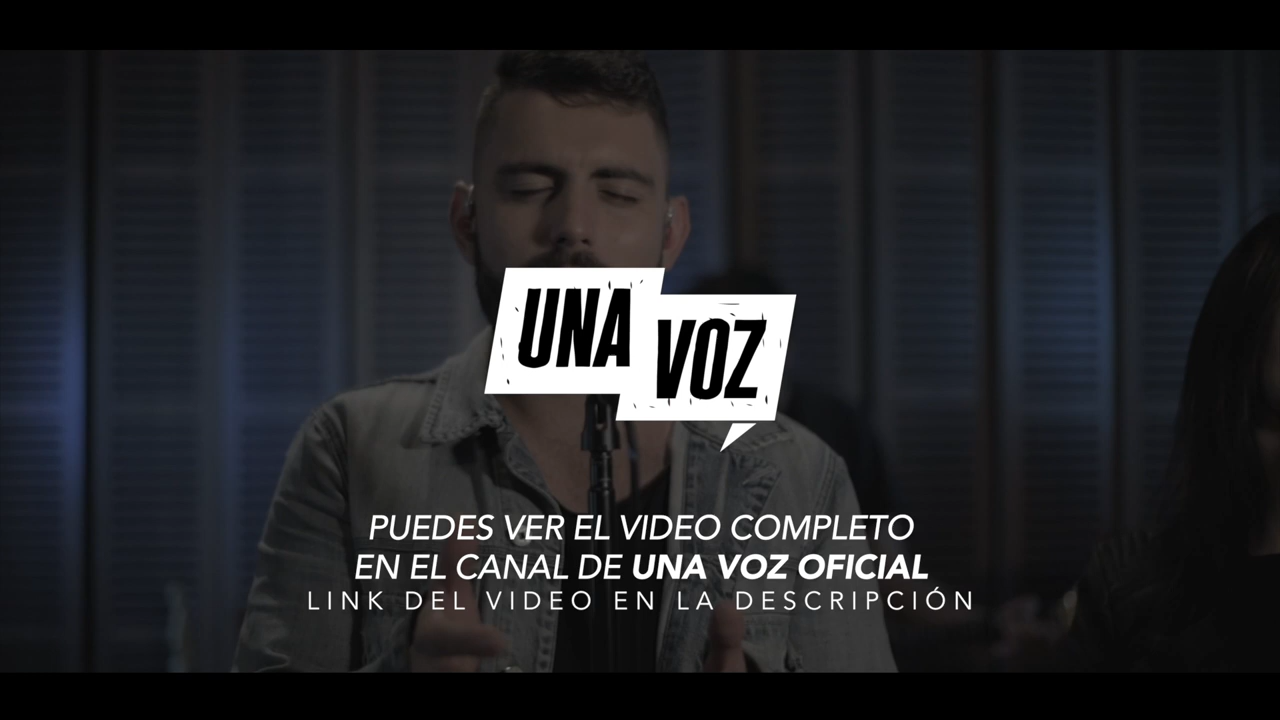 UNA VOZ
PUEDES VER EL VIDEO COMPLETO
EN EL CANAL DE UNA VOZ OFICIAL
LINK DEL VIDEO EN LA DESCRIPCIÓN